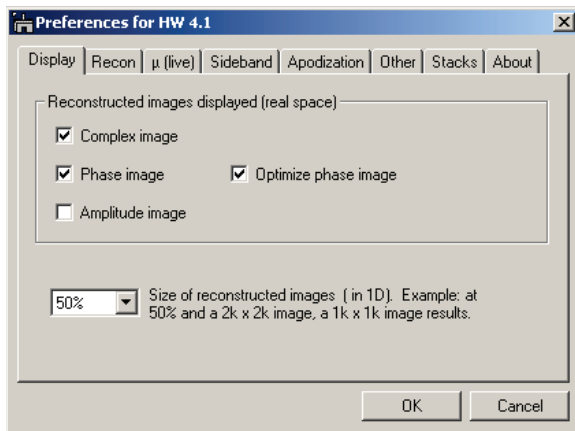 Preferences for HW 4.1
Display Recon µ (live) Sideband Apodization Other Stacks About
Reconstructed images displayed (real space)
Complex image
Phase image Optimize phase image
Amplitude image
50% Size of reconstructed images ( in 1D). Example: at
50% and a 2k x 2k image, a 1k x 1k image results.
OK Cancel